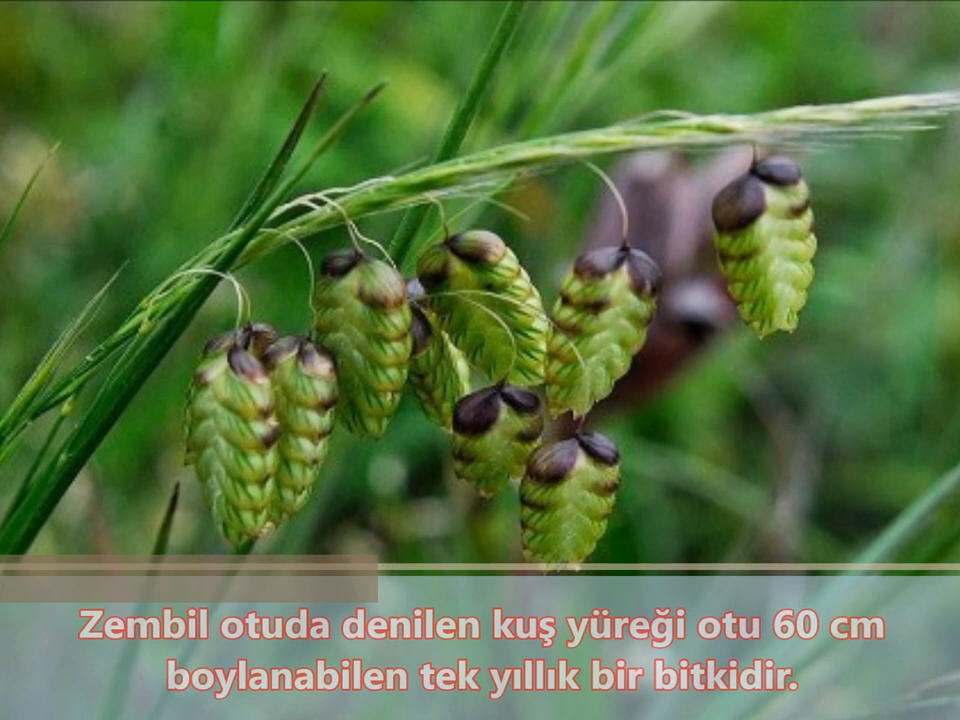 Zembil otuda denilen kuş yüreği otu 60 cm
boylanabilen tek yıllık bir bitkidir.